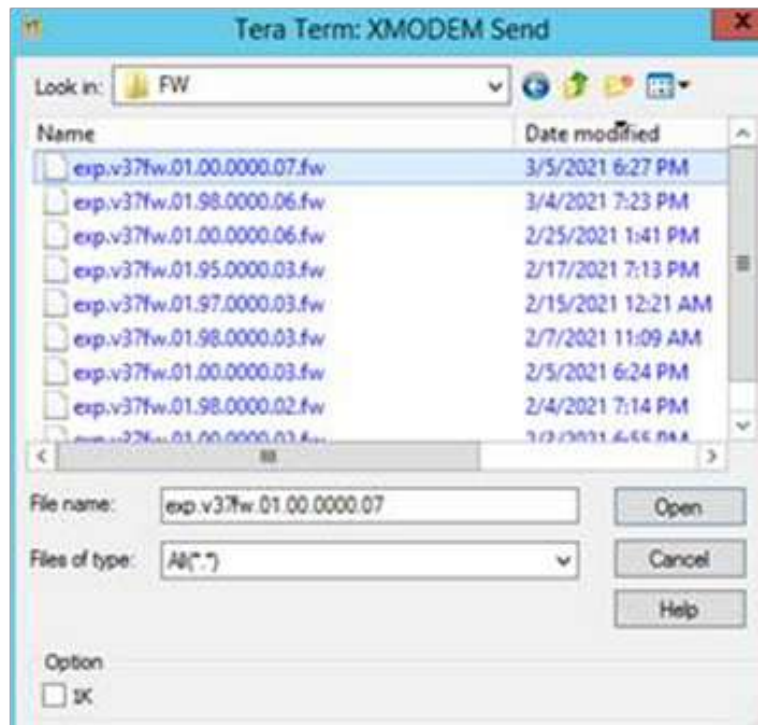 Tera Term: XMODEM Send
Look in: FW
Name Date modified
exp.v37fw.01.00.0000.07.fw 3/5/2021 6:27 PM
exp.v37fw.01.98.0000.06.fw 3/4/2021 7:23 PM
exp.v37fw.01.00.0000.06.fw 2/25/2021 1:41 PM
exp.v37fw.01.95.0000.03.fw 2/17/2021 7:13 PM
exp.v37fw.01.97.0000.03.fw 2/15/2021 12:21 AM
exp.v37fw.01.98.0000.03.fw 2/7/2021 11:09 AM
exp.v37fw.01.00.0000.03.fw 2/5/2021 6:24 PM
exp.v37fw.01.98.0000.02.fw 2/4/2021 7:14 PM
File name: exp.v37fw.01.00.0000.07 Open
Files of type: All(*.*) Cancel
Help
Option
1K